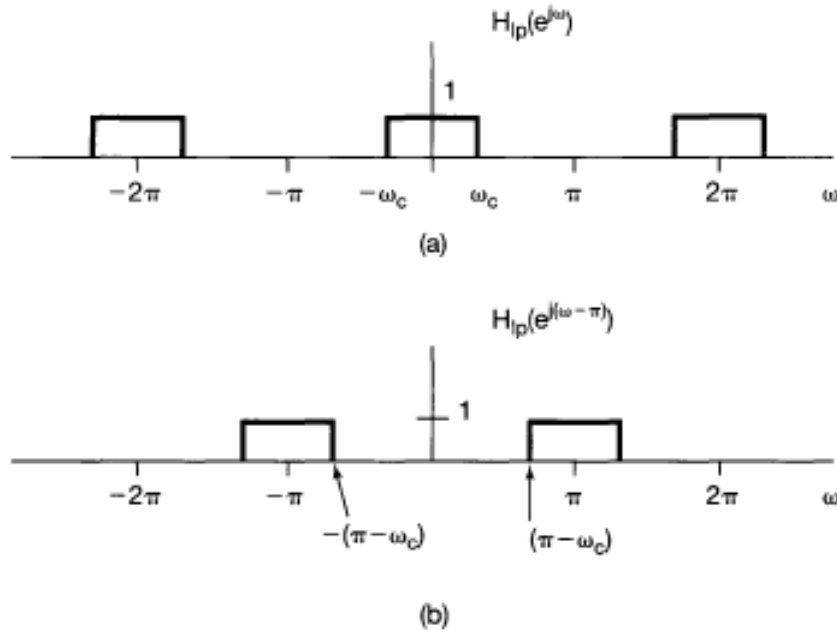 H_lp(e^jω)
1
−2π −π −ω_c ω_c π 2π ω
(a)
H_lp(e^j(ω−π))
1
−2π −π π 2π ω
−(π−ω_c) (π−ω_c)
(b)